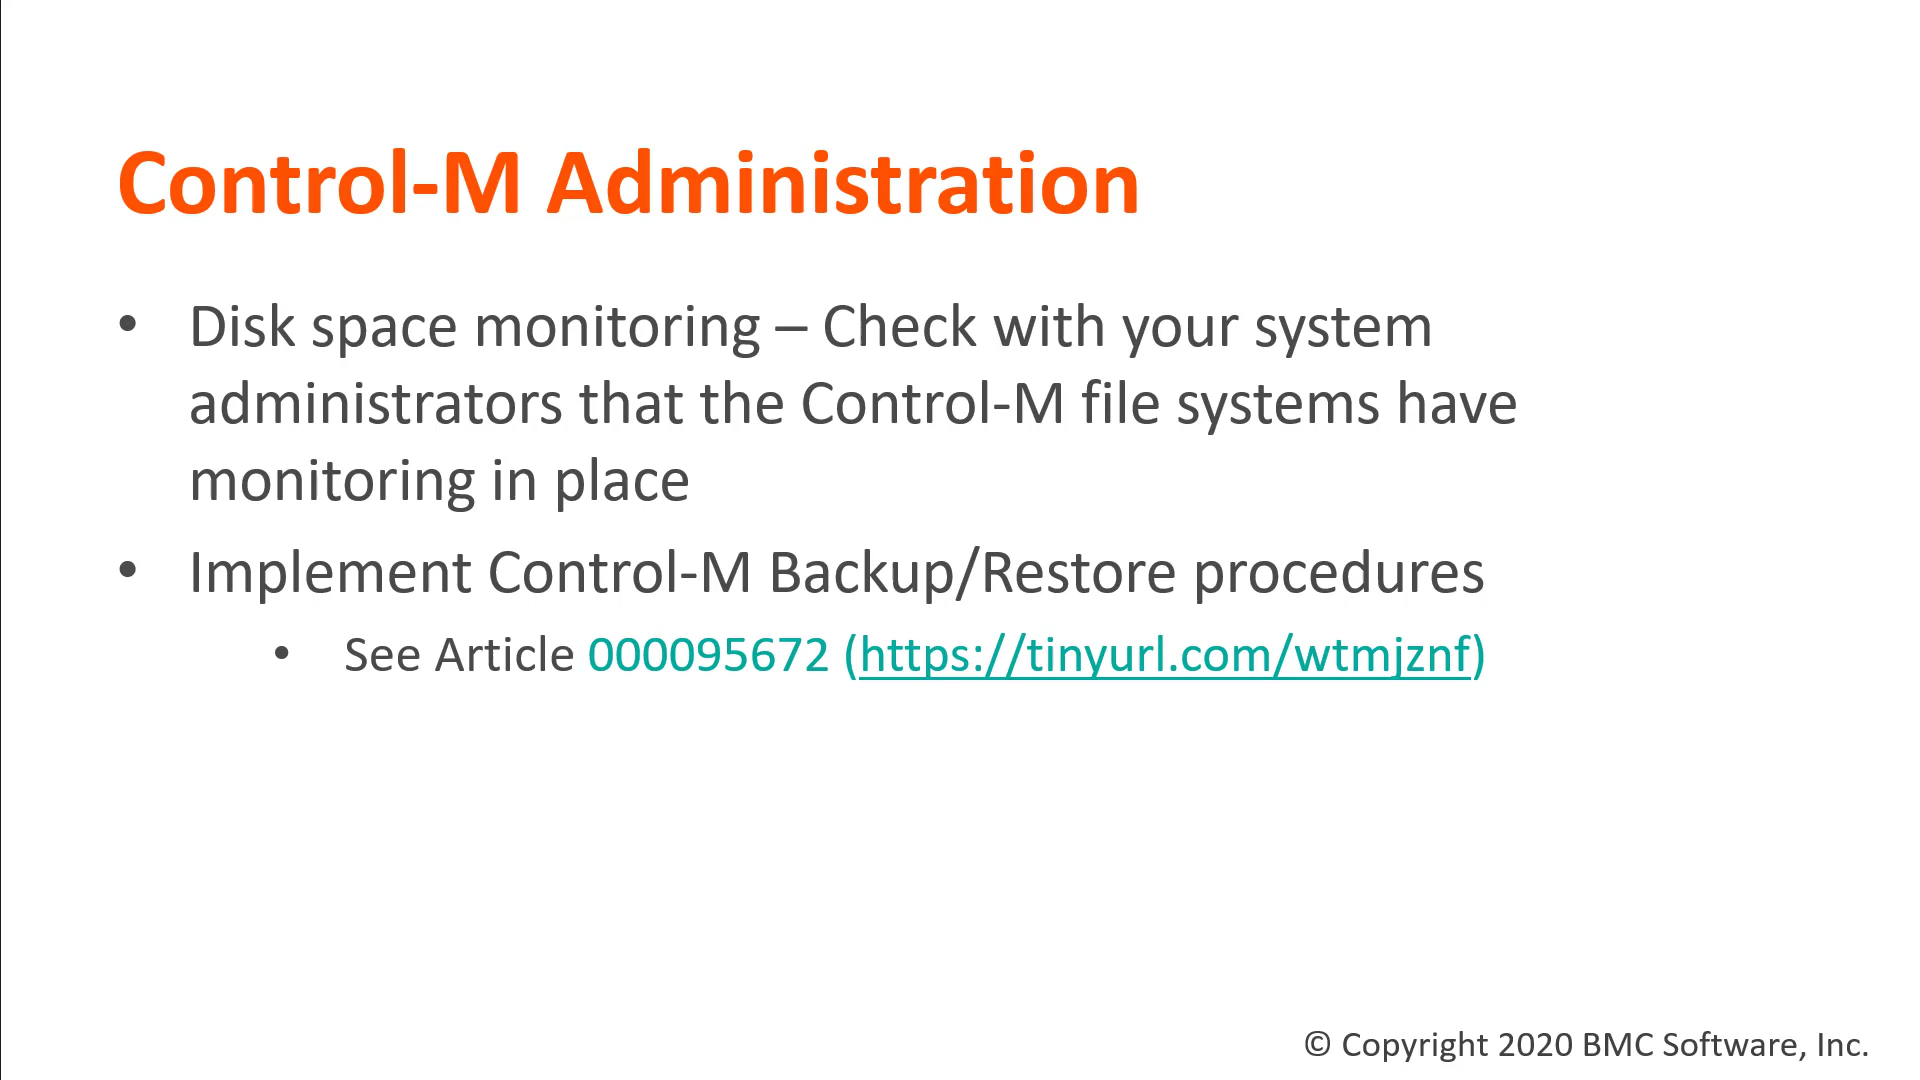 Control-M Administration
• Disk space monitoring – Check with your system
administrators that the Control-M file systems have
monitoring in place
• Implement Control-M Backup/Restore procedures
• See Article 000095672 (https://tinyurl.com/wtmjznf)
© Copyright 2020 BMC Software, Inc.